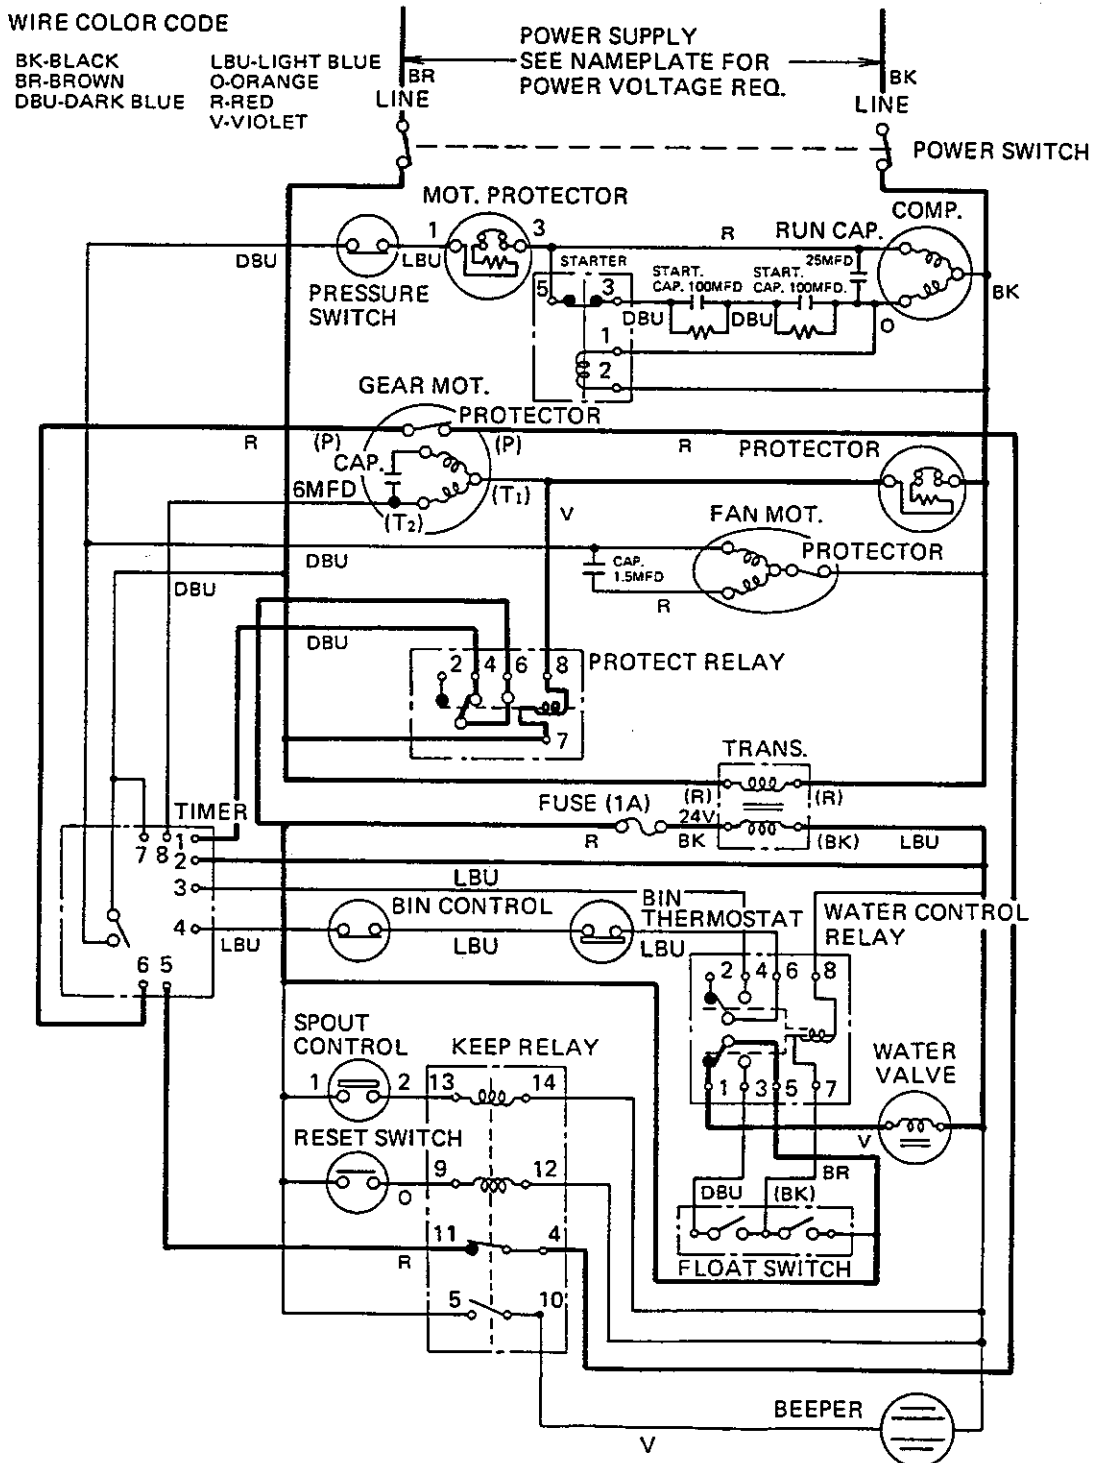 WIRE COLOR CODE
BK-BLACK
BR-BROWN
DBU-DARK BLUE
LBU-LIGHT BLUE
O-ORANGE
R-RED
V-VIOLET
BR
LINE
POWER SUPPLY
SEE NAMEPLATE FOR
POWER VOLTAGE REQ.
BK
LINE
POWER SWITCH
MOT. PROTECTOR
COMP.
1
3
R
RUN CAP.
DBU
LBU
STARTER
START.
CAP. 100MFD
START.
CAP. 100MFD.
25MFD
PRESSURE
SWITCH
5
3
DBU
DBU
O
BK
1
2
GEAR MOT.
PROTECTOR
R
(P)
(P)
R
PROTECTOR
CAP.
6MFD
(T1)
(T2)
V
FAN MOT.
PROTECTOR
DBU
CAP.
1.5MFD
DBU
R
DBU
2
4
6
8
PROTECT RELAY
7
TRANS.
(R)
(R)
FUSE (1A)
24V
R
BK
(BK)
LBU
TIMER
7
8
1
2
3
LBU
4
LBU
BIN CONTROL
LBU
BIN
THERMOSTAT
LBU
WATER CONTROL
RELAY
6
5
2
4
6
8
SPOUT
CONTROL
KEEP RELAY
WATER
VALVE
1
2
13
14
1
3
5
7
RESET SWITCH
V
9
12
O
DBU
(BK)
BR
11
4
R
FLOAT SWITCH
5
10
BEEPER
V